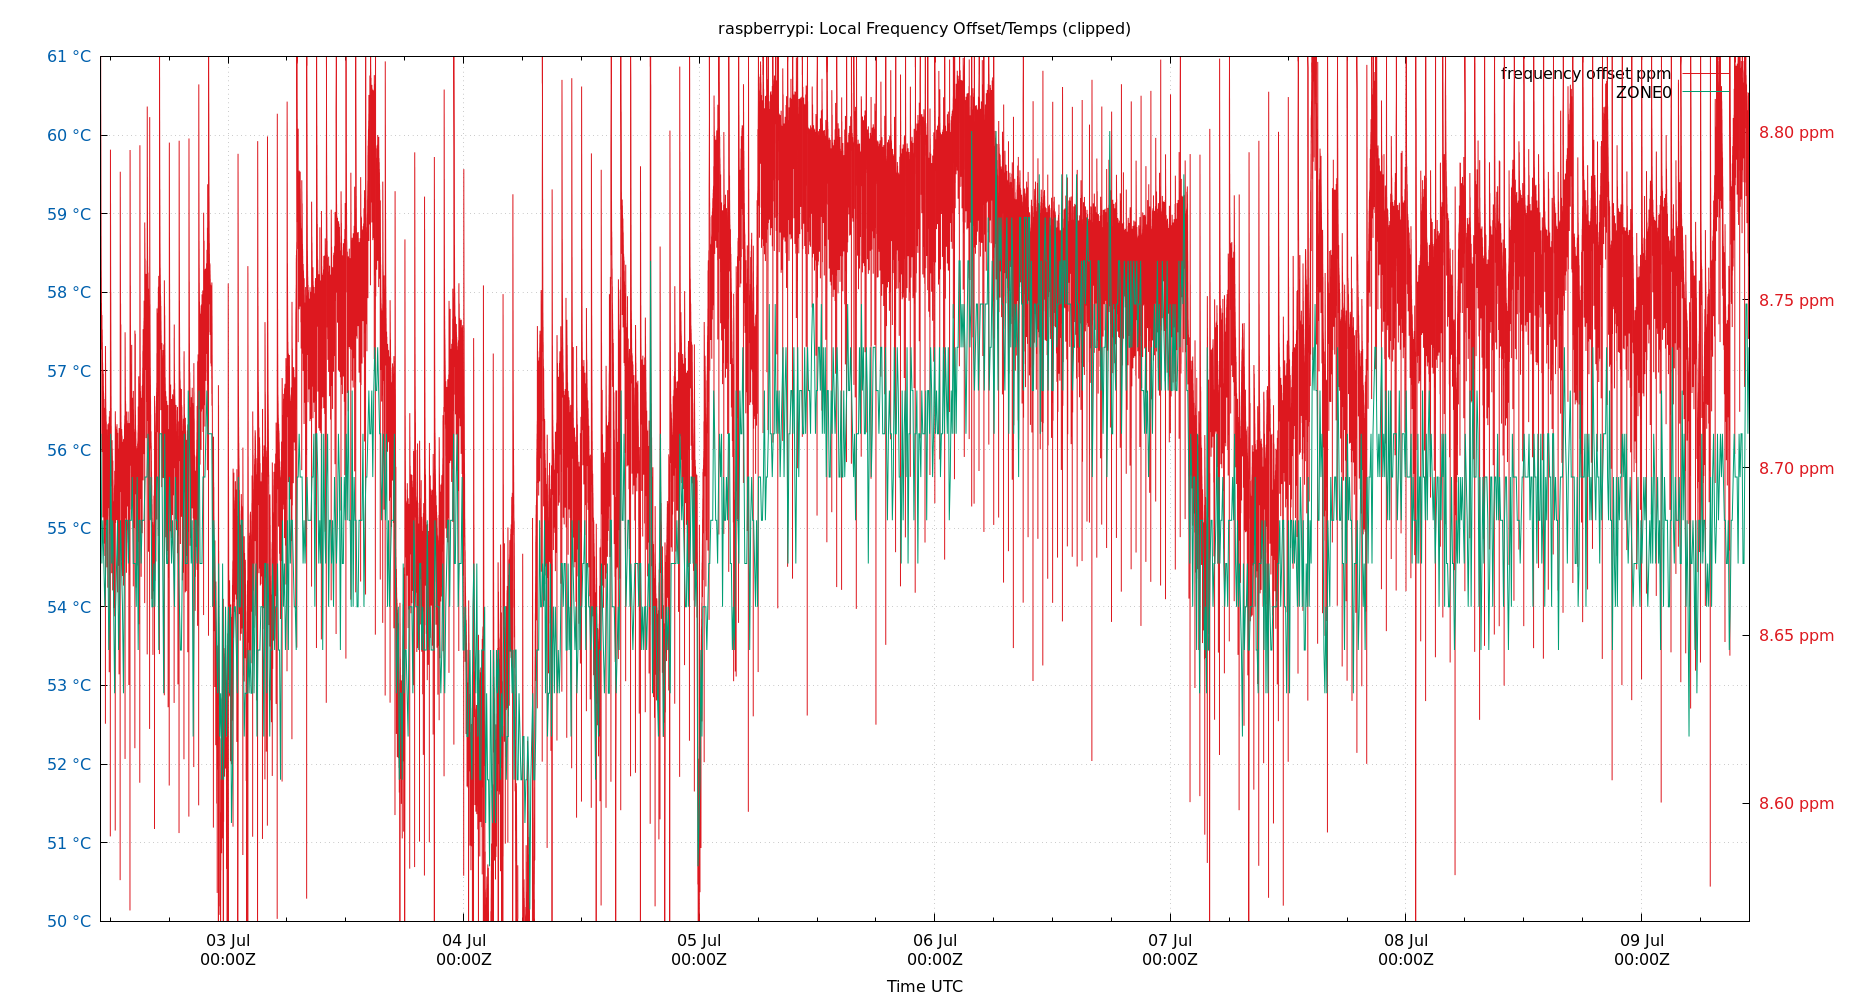 raspberrypi: Local Frequency Offset/Temps (clipped)
61 °C
60 °C
59 °C
58 °C
57 °C
56 °C
55 °C
54 °C
53 °C
52 °C
51 °C
50 °C
frequency offset ppm
ZONE0
8.80 ppm
8.75 ppm
8.70 ppm
8.65 ppm
8.60 ppm
03 Jul 04 Jul 05 Jul 06 Jul 07 Jul 08 Jul 09 Jul
00:00Z 00:00Z 00:00Z 00:00Z 00:00Z 00:00Z 00:00Z
Time UTC